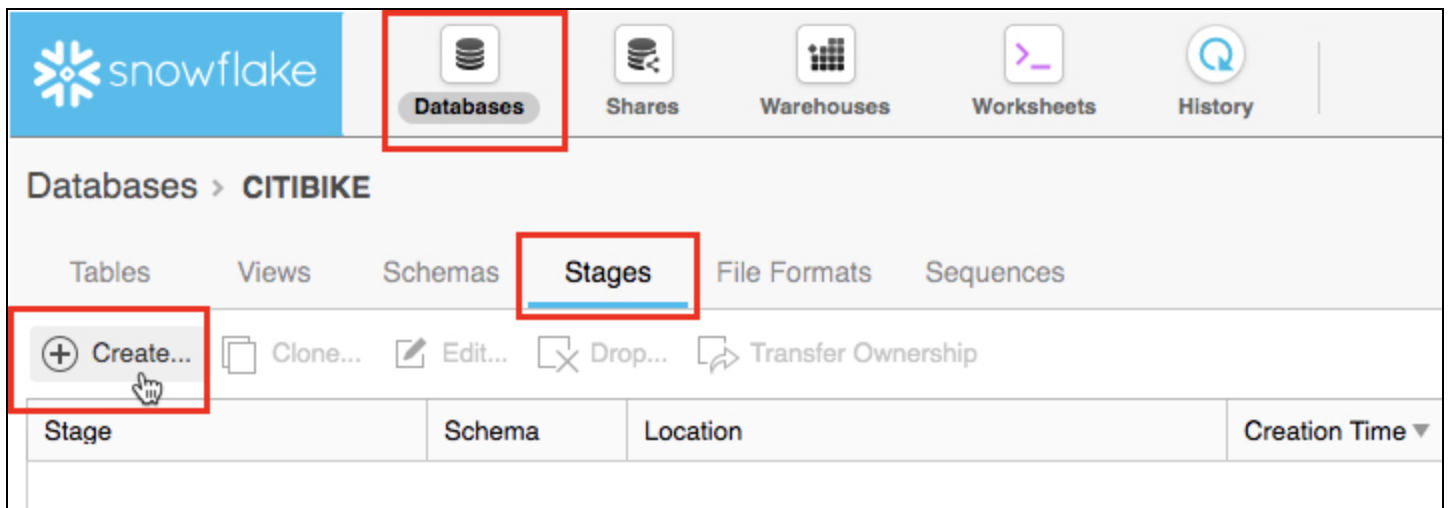 snowflake
Databases Shares Warehouses Worksheets History
Databases > CITIBIKE
Tables Views Schemas Stages File Formats Sequences
Create... Clone... Edit... Drop... Transfer Ownership
Stage Schema Location Creation Time